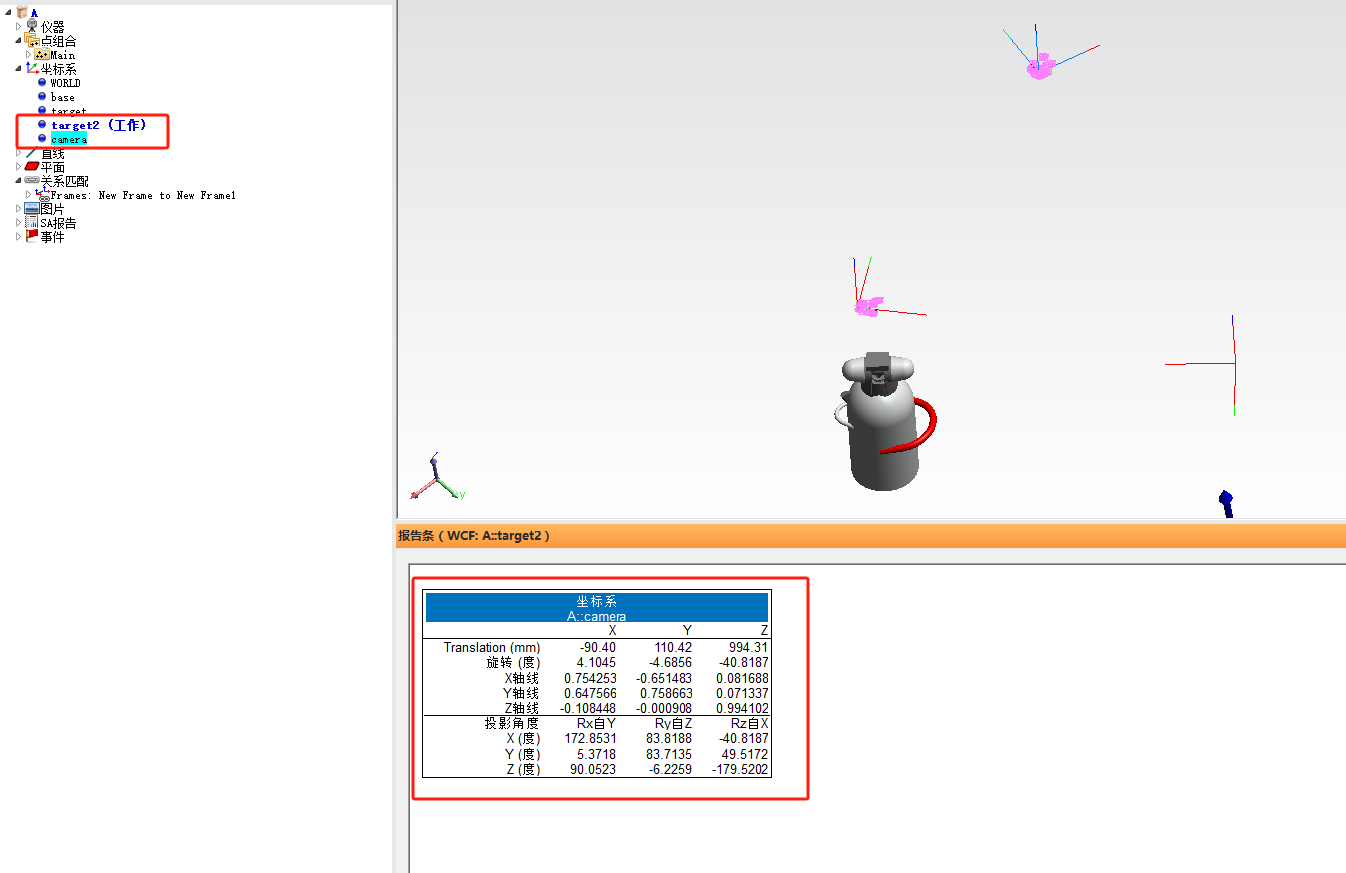 A
仪器
点组合
Main
坐标系
WORLD
base
target
target2 (工作)
camera
直线
平面
关系匹配
Frames: New Frame to New Frame1
图片
SA报告
事件
y
报告条 ( WCF: A::target2 )
坐标系
A::camera
X Y Z
Translation (mm) -90.40 110.42 994.31
旋转 (度) 4.1045 -4.6856 -40.8187
X轴线 0.754253 -0.651483 0.081688
Y轴线 0.647566 0.758663 0.071337
Z轴线 -0.108448 -0.000908 0.994102
投影角度 Rx自Y Ry自Z Rz自X
X (度) 172.8531 83.8188 -40.8187
Y (度) 5.3718 83.7135 49.5172
Z (度) 90.0523 -6.2259 -179.5202